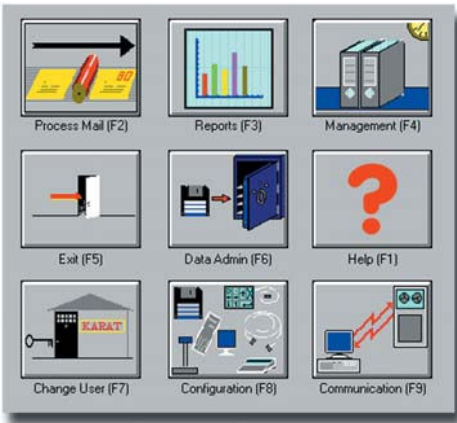 80
Process Mail (F2)
Reports (F3)
Management (F4)
Exit (F5)
Data Admin (F6)
Help (F1)
KARAT
Change User (F7)
Configuration (F8)
Communication (F9)